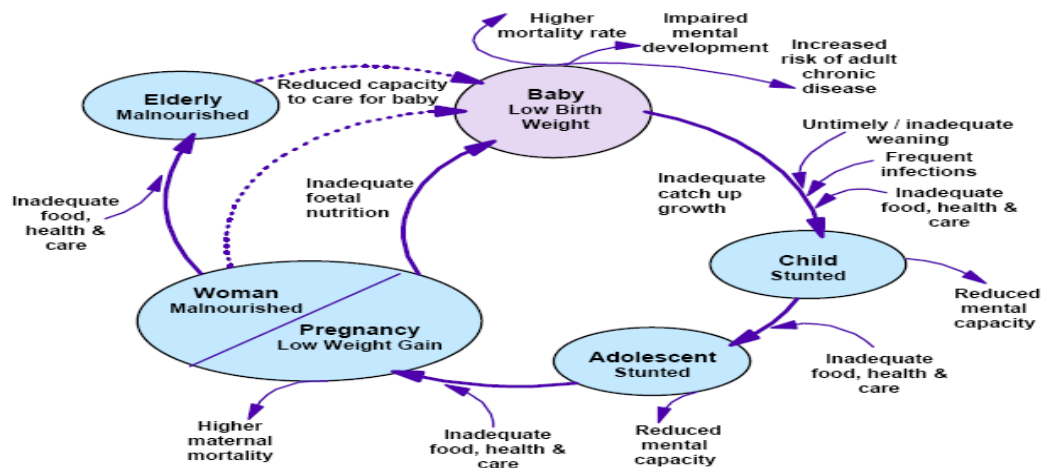 Higher
mortality rate
Impaired
mental
development
Increased
risk of adult
chronic
disease
Elderly
Malnourished
Reduced capacity
to care for baby
Baby
Low Birth
Weight
Untimely / inadequate
weaning
Frequent
infections
Inadequate
food, health
& care
Inadequate
catch up
growth
Inadequate
foetal
nutrition
Inadequate
food,
health &
care
Child
Stunted
Reduced
mental
capacity
Woman
Malnourished
Pregnancy
Low Weight Gain
Adolescent
Stunted
Inadequate
food, health &
care
Higher
maternal
mortality
Inadequate
food, health &
care
Reduced
mental
capacity